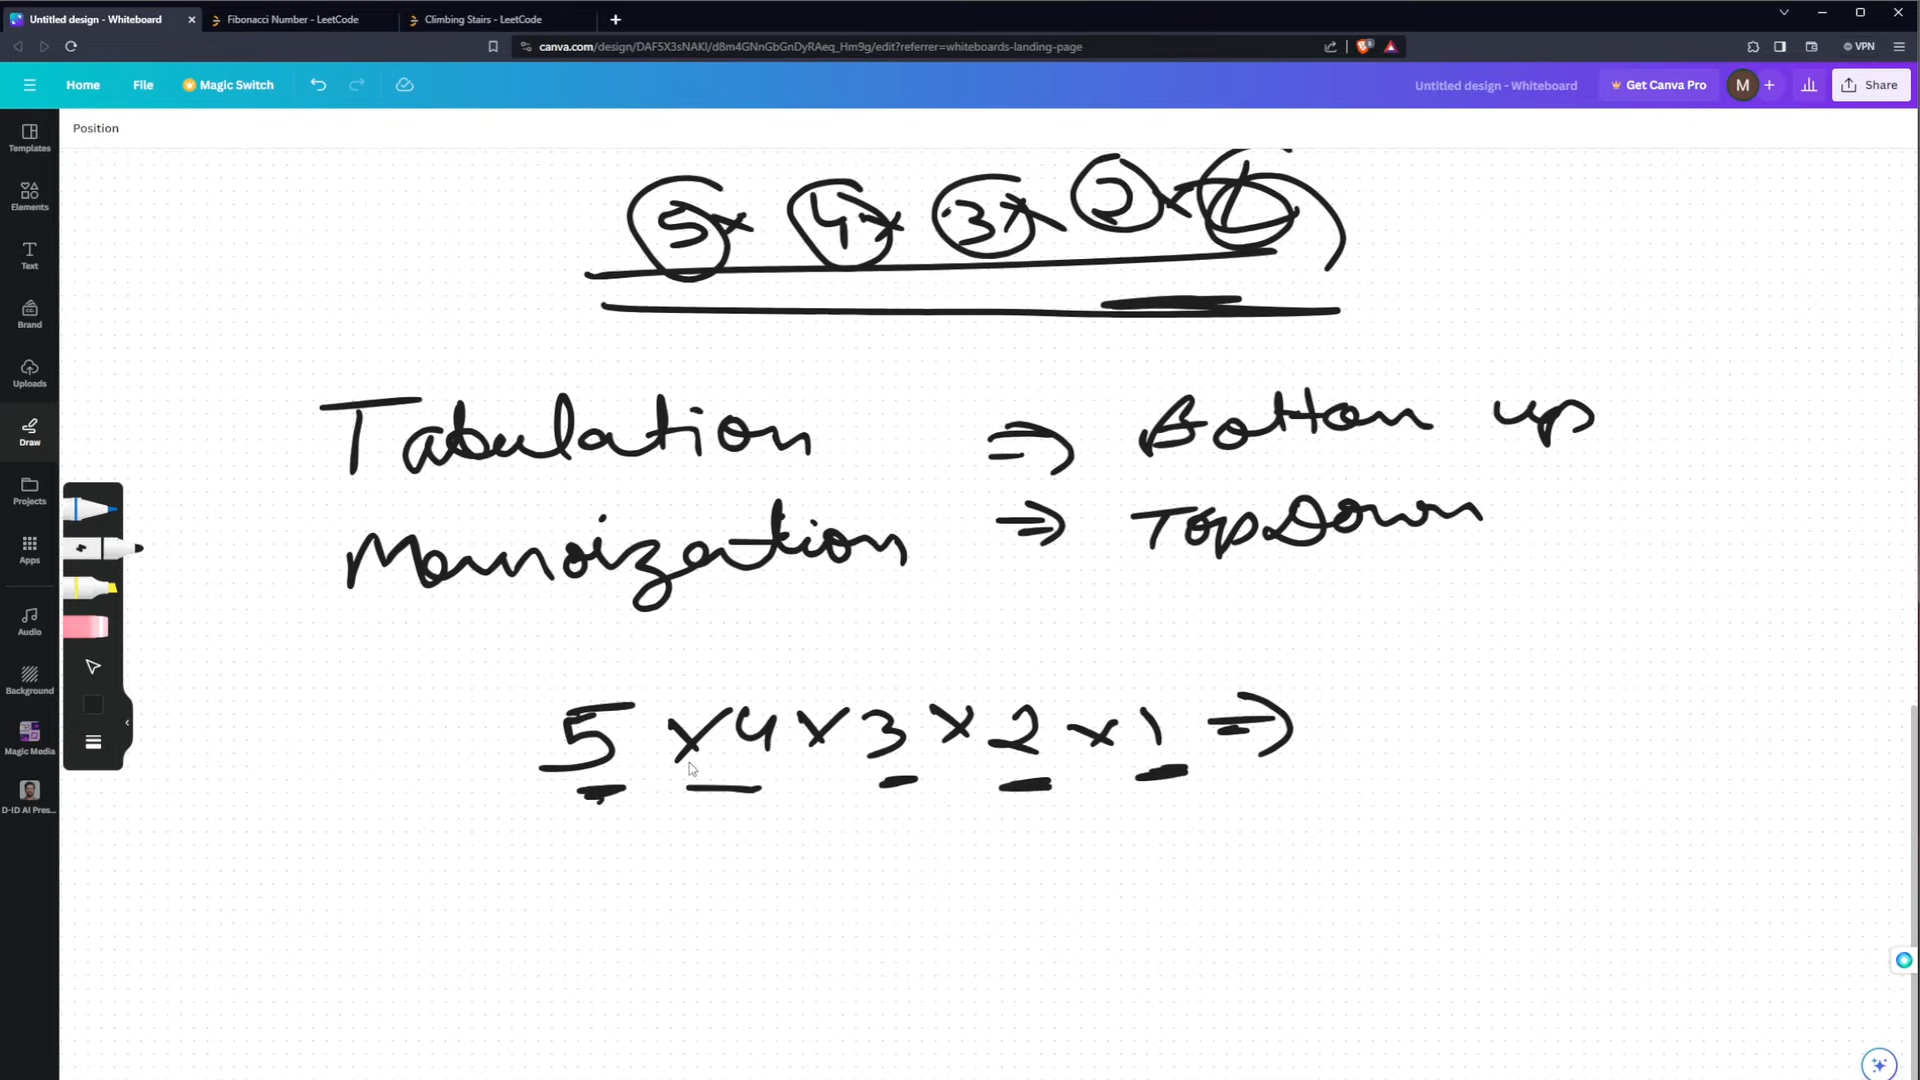 Untitled design - Whiteboard
Fibonacci Number - LeetCode
Climbing Stairs - LeetCode
canva.com/design/DAF5X3sNAKI/d8m4GNnGbGnDyRAeq_Hm9g/edit?referrer=whiteboards-landing-page
VPN
Home File Magic Switch
Untitled design - Whiteboard
Get Canva Pro
M
Share
Position
Templates
Elements
Text
Brand
Uploads
Draw
Projects
Apps
Audio
Background
Magic Media
D-ID AI Pres...
5 x 4 x 3 x 2 x 1
Tabulation => Bottom up
Memoization => TopDown
5 x 4 x 3 x 2 x 1 =>